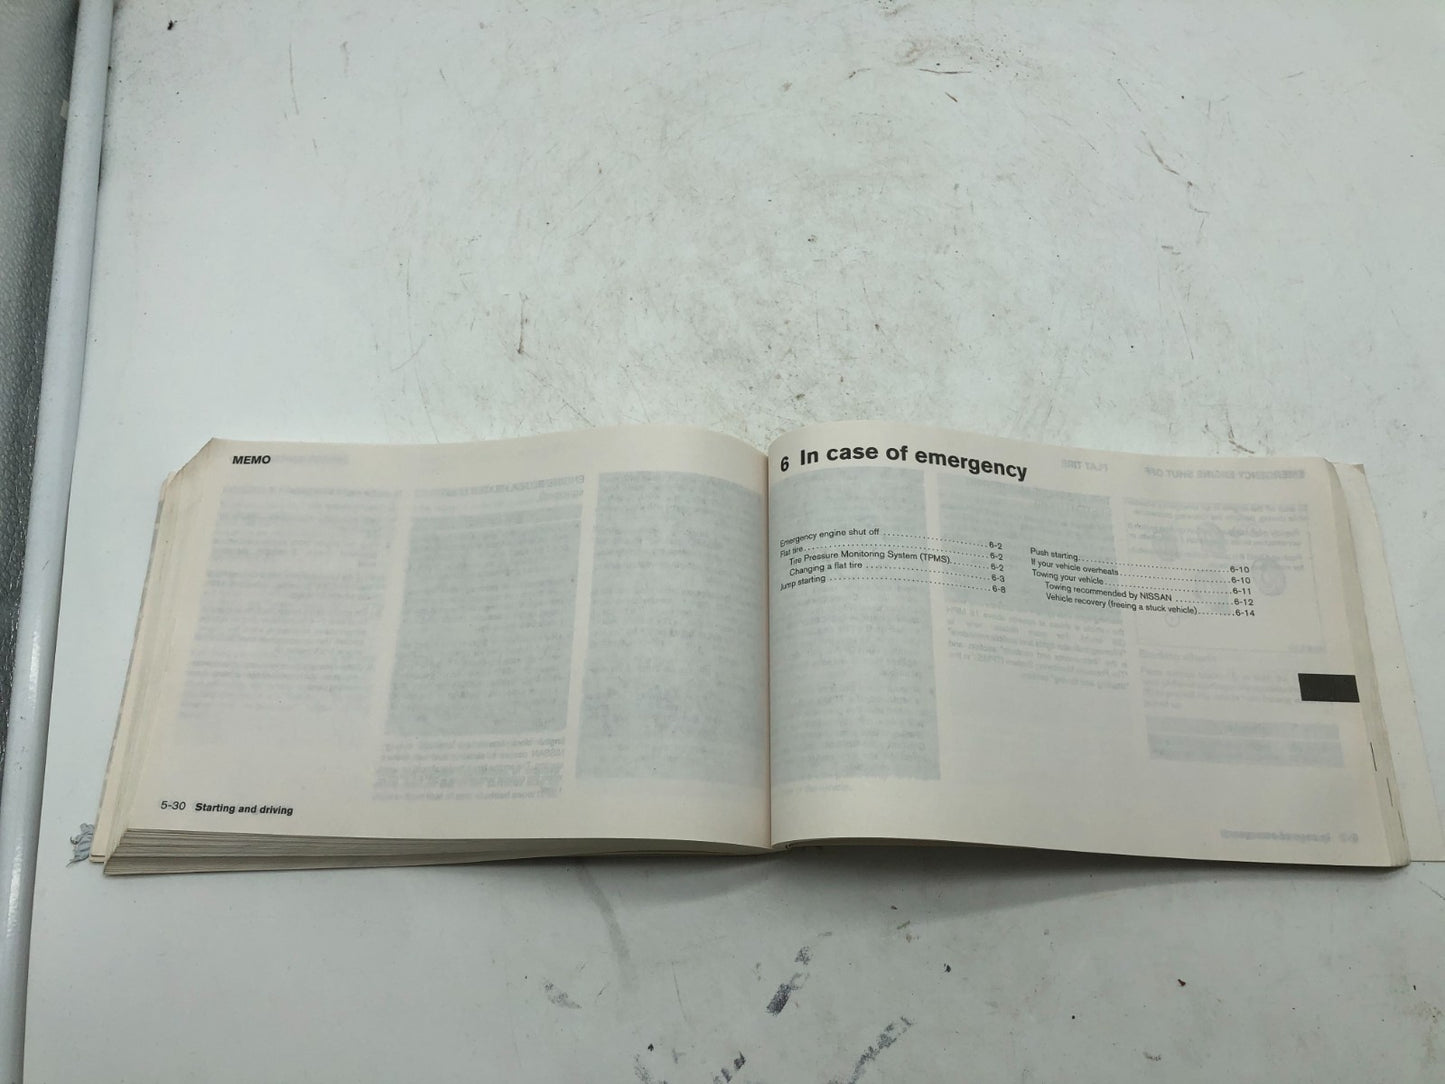 MEMO
5-30 Starting and driving
6 In case of emergency
Emergency engine shut off ........................ 6-2
Flat tire ........................................ 6-2
Tire Pressure Monitoring System (TPMS) ......... 6-2
Changing a flat tire ........................... 6-3
Jump starting .................................... 6-8
Push starting .................................... 6-10
If your vehicle overheats ........................ 6-10
Towing your vehicle .............................. 6-11
Towing recommended by NISSAN ................... 6-12
Vehicle recovery (freeing a stuck vehicle) ..... 6-14